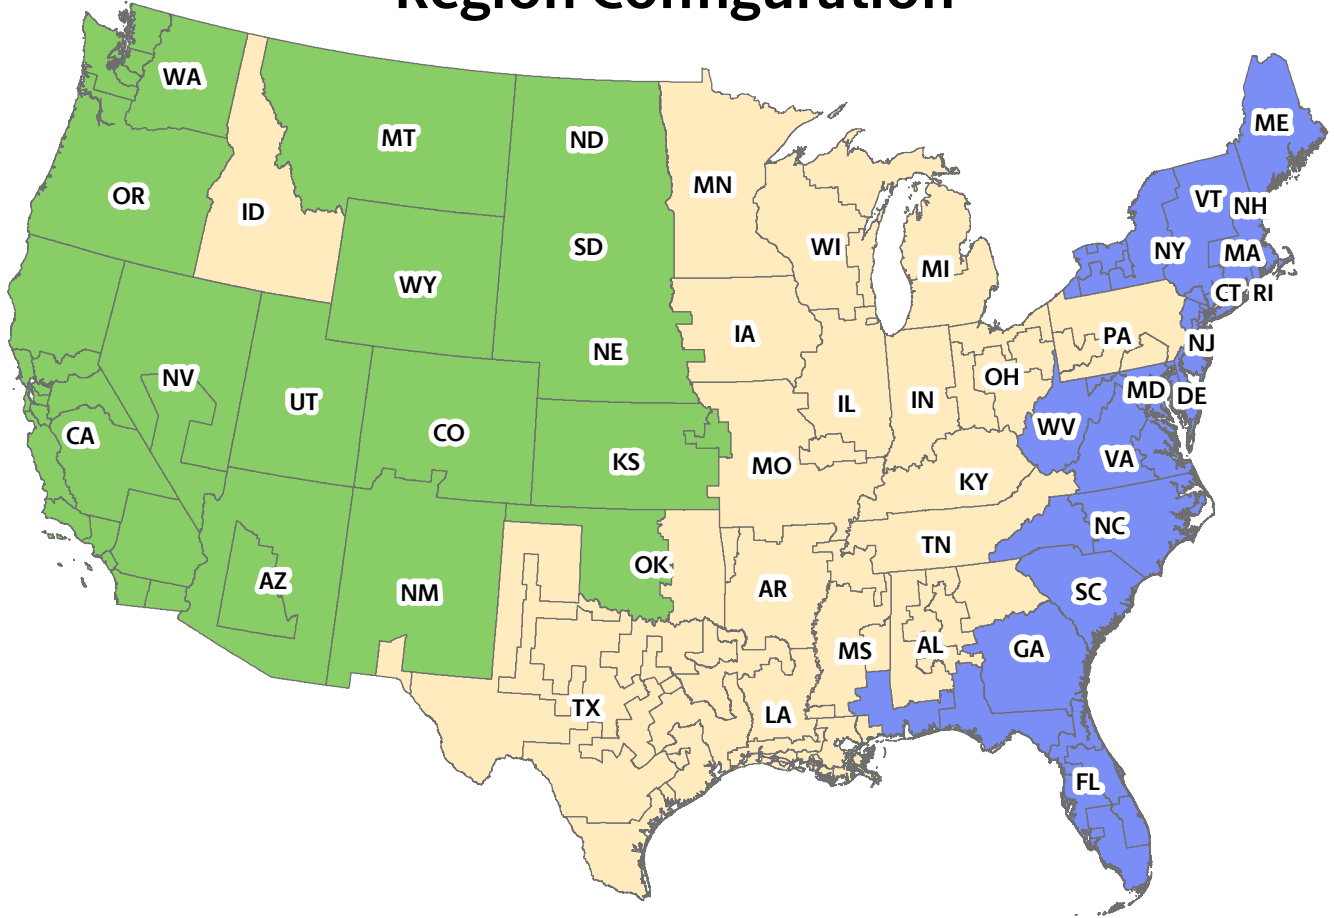 Region Configuration
WA
MT
ND
MN
ME
OR
ID
SD
WI
MI
VT
NH
NY
MA
WY
CT
RI
NV
UT
NE
IA
PA
NJ
CA
CO
KS
IL
IN
OH
MD
DE
WV
MO
KY
VA
AZ
NM
OK
AR
TN
NC
SC
TX
LA
MS
AL
GA
FL